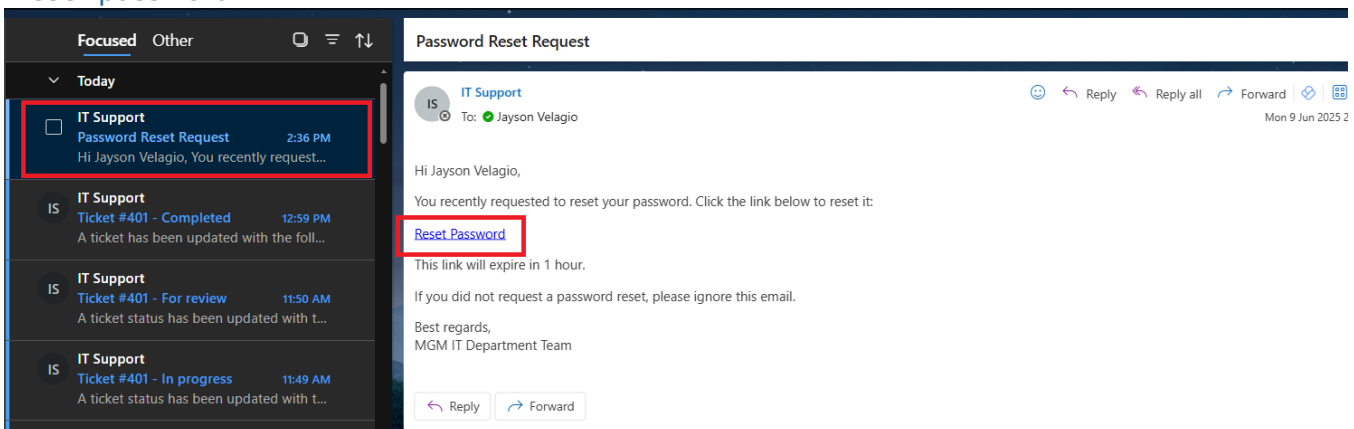 Focused Other
Today
IT Support
Password Reset Request 2:36 PM
Hi Jayson Velagio, You recently request...
IS
IT Support
Ticket #401 - Completed 12:59 PM
A ticket has been updated with the foll...
IS
IT Support
Ticket #401 - For review 11:50 AM
A ticket status has been updated with t...
IS
IT Support
Ticket #401 - In progress 11:49 AM
A ticket status has been updated with t...
Password Reset Request
IS
IT Support
To: Jayson Velagio
Reply Reply all Forward
Mon 9 Jun 2025 2
Hi Jayson Velagio,
You recently requested to reset your password. Click the link below to reset it:
Reset Password
This link will expire in 1 hour.
If you did not request a password reset, please ignore this email.
Best regards,
MGM IT Department Team
Reply Forward